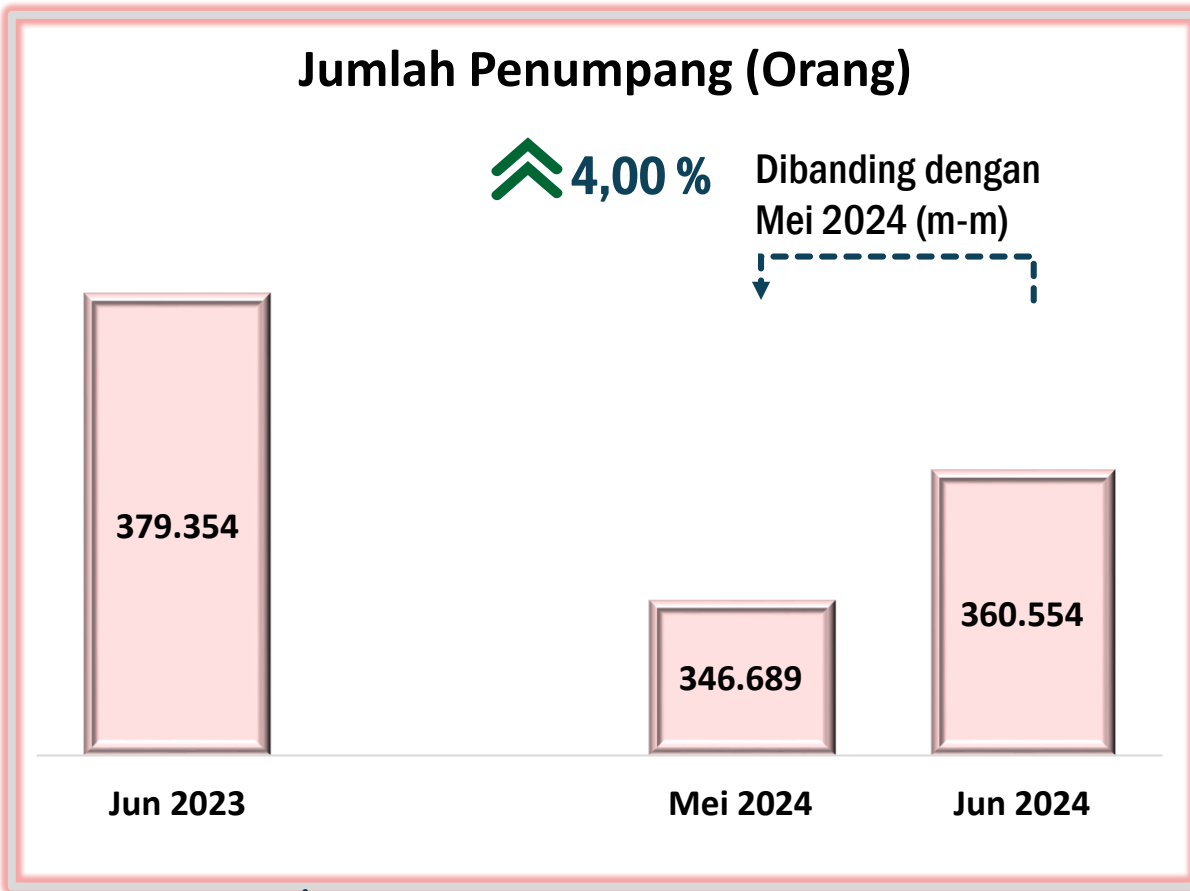 Jumlah Penumpang (Orang)
4,00 %
Dibanding dengan
Mei 2024 (m-m)
379.354
346.689
360.554
Jun 2023
Mei 2024
Jun 2024